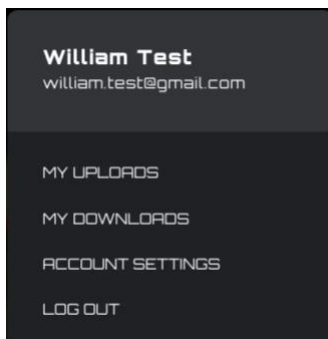 William Test
william.test@gmail.com
MY UPLOADS
MY DOWNLOADS
ACCOUNT SETTINGS
LOG OUT